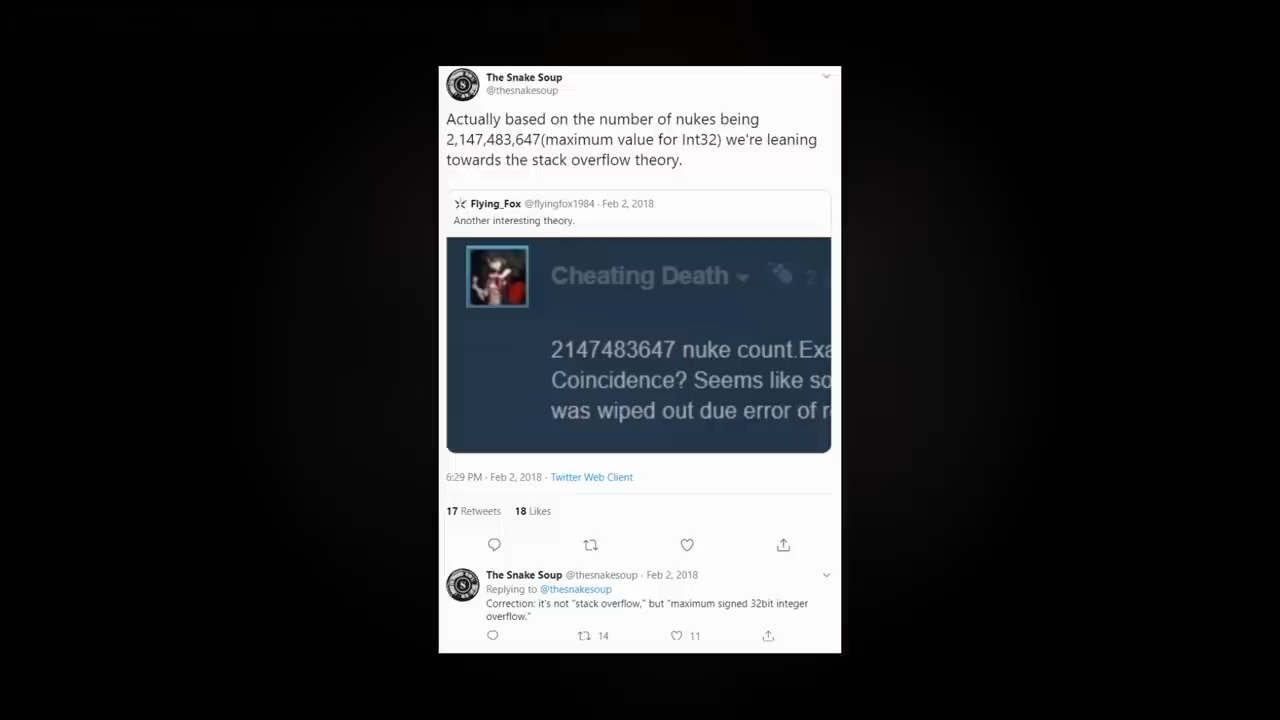 The Snake Soup
@thesnakesoup
Actually based on the number of nukes being
2,147,483,647(maximum value for Int32) we're leaning
towards the stack overflow theory.
Flying_Fox @flyingfox1984 · Feb 2, 2018
Another interesting theory.
Cheating Death 2
2147483647 nuke count.Exa
Coincidence? Seems like so
was wiped out due error of r
6:29 PM · Feb 2, 2018 · Twitter Web Client
17 Retweets 18 Likes
The Snake Soup @thesnakesoup · Feb 2, 2018
Replying to @thesnakesoup
Correction: it's not "stack overflow," but "maximum signed 32bit integer
overflow."
14 11